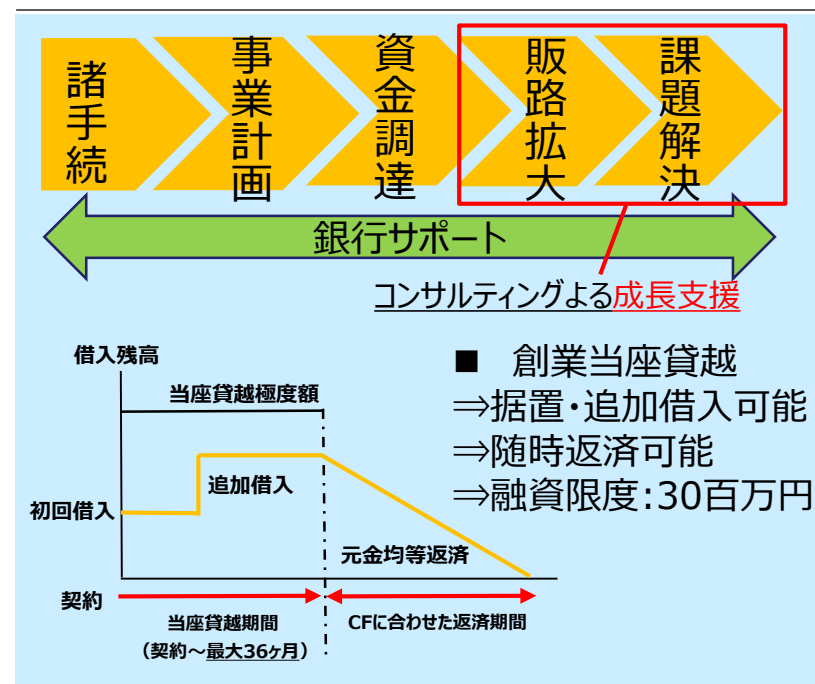 諸手続
事業計画
資金調達
販路拡大
課題解決
銀行サポート
コンサルティングよる成長支援
借入残高
当座貸越極度額
追加借入
初回借入
元金均等返済
契約
当座貸越期間
（契約～最大36ヶ月）
CFに合わせた返済期間
■　創業当座貸越
⇒据置・追加借入可能
⇒随時返済可能
⇒融資限度:30百万円